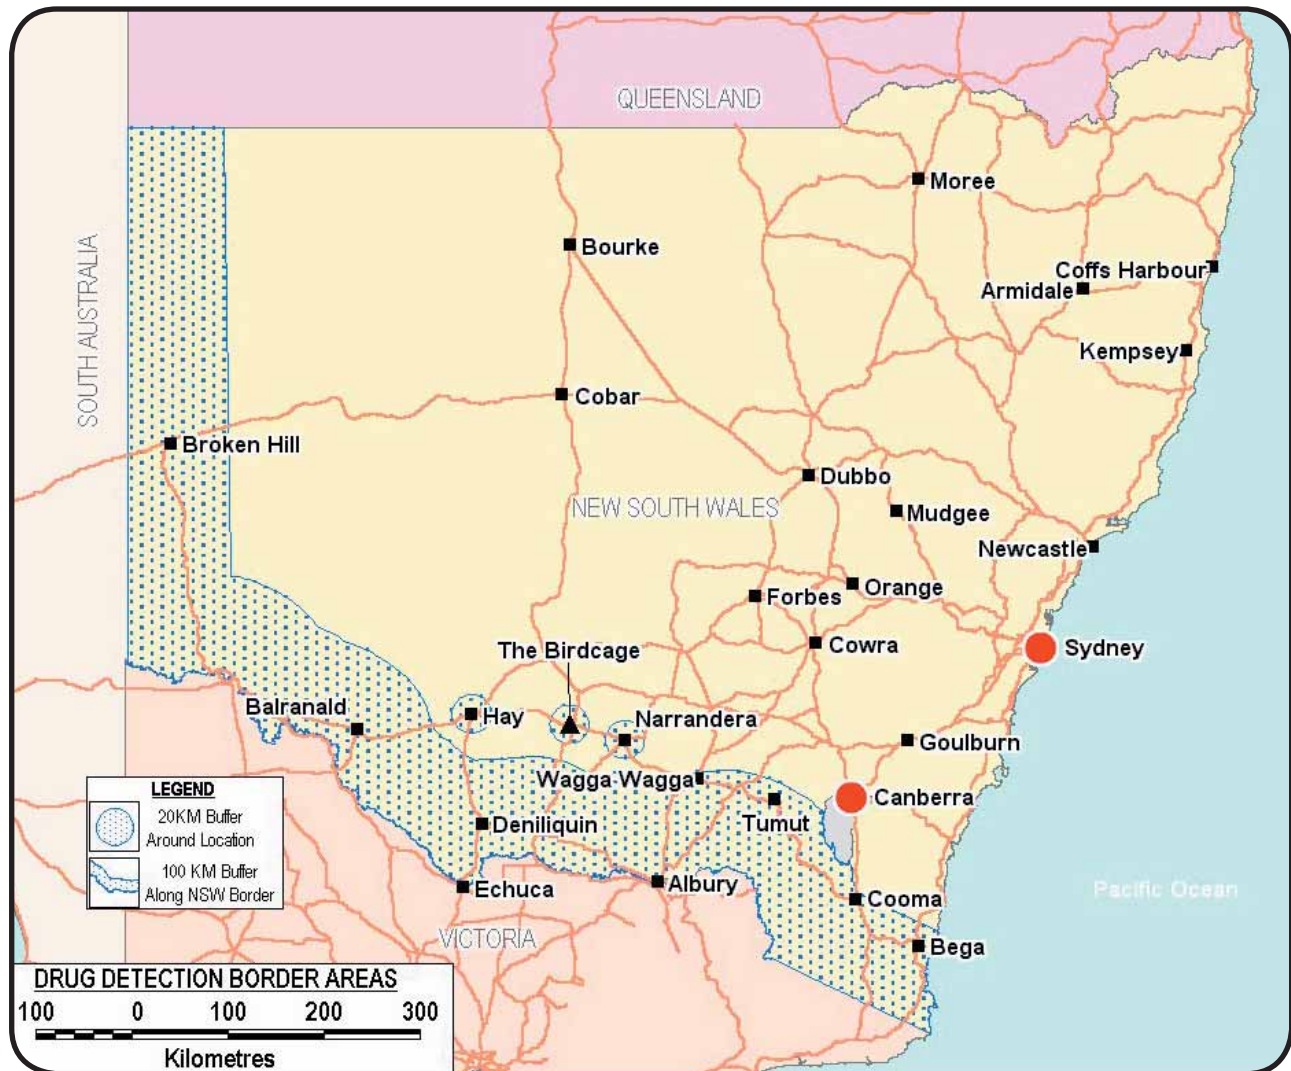 QUEENSLAND
Moree
Bourke
Coffs Harbour
Armidale
SOUTH AUSTRALIA
Kempsey
Cobar
Broken Hill
Dubbo
NEW SOUTH WALES
Mudgee
Newcastle
Orange
Forbes
The Birdcage
Cowra
Sydney
Balranald
Hay
Narrandera
Goulburn
Wagga Wagga
Canberra
Tumut
LEGEND
20KM Buffer
Around Location
100 KM Buffer
Along NSW Border
Deniliquin
Echuca
Albury
Cooma
Pacific Ocean
VICTORIA
Bega
DRUG DETECTION BORDER AREAS
100 0 100 200 300
Kilometres